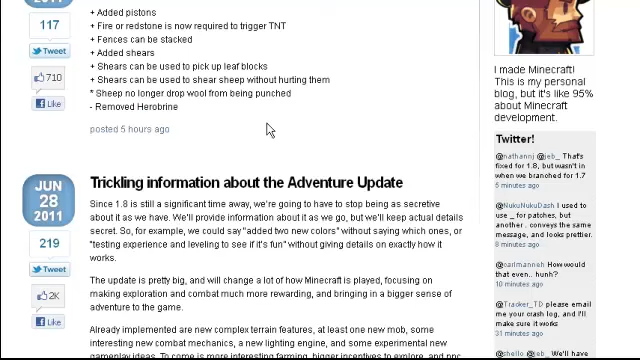 2011
117
Tweet
710
Like
+ Added pistons
+ Fire or redstone is now required to trigger TNT
+ Fences can be stacked
+ Added shears
+ Shears can be used to pick up leaf blocks
+ Shears can be used to shear sheep without hurting them
* Sheep no longer drop wool from being punched
- Removed Herobrine
posted 5 hours ago
JUN
28
2011
219
Tweet
2K
Like
Trickling information about the Adventure Update
Since 1.8 is still a significant time away, we're going to have to stop being as secretive
about it as we have. We'll provide information about it as we go, but we'll keep actual details
secret. So, for example, we could say "added two new colors" without saying which ones, or
"testing experience and leveling to see if it's fun" without giving details on exactly how it
works.
The update is pretty big, and will change a lot of how Minecraft is played, focusing on
making exploration and combat much more rewarding, and bringing in a bigger sense of
adventure to the game.
Already implemented are new complex terrain features, at least one new mob, some
interesting new combat mechanics, a new lighting engine, and some experimental new
gameplay ideas. To come is more interesting farming, bigger incentives to explore, and npc
I made Minecraft!
This is my personal
blog, but it's like 95%
about Minecraft
development.
Twitter!
@nathannj @jeb_ That's
fixed for 1.8, but wasn't in
when we branched for 1.7
5 minutes ago
@NukuNukuDash I used
to use _ for patches, but
another . conveys the same
message, and looks prettier.
8 minutes ago
@carlmanneh How would
that even.. huhn?
10 minutes ago
@Tracker_TD please email
me your crash log, and I'll
make sure it works
31 minutes ago
@shello @jeb_ We'll have